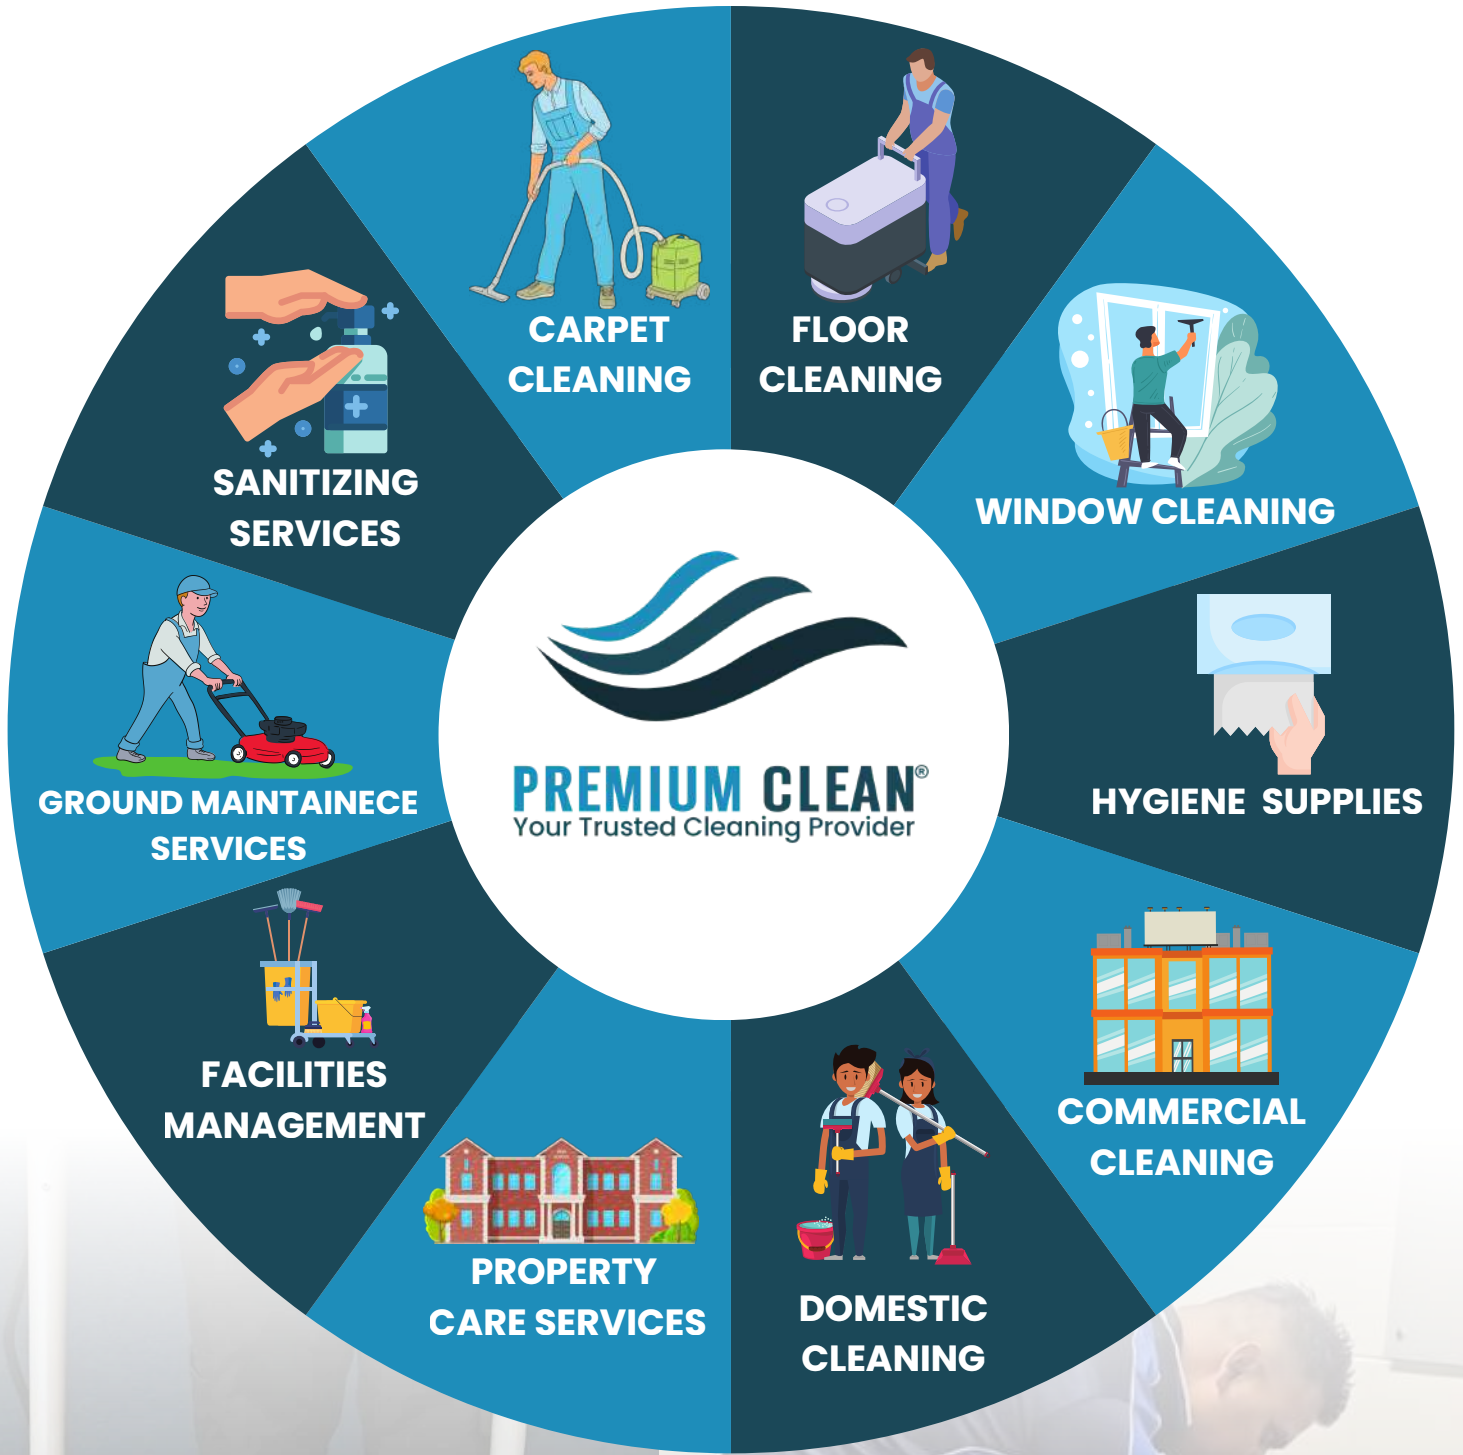 CARPET
CLEANING
FLOOR
CLEANING
WINDOW CLEANING
HYGIENE SUPPLIES
COMMERCIAL
CLEANING
DOMESTIC
CLEANING
PROPERTY
CARE SERVICES
FACILITIES
MANAGEMENT
GROUND MAINTAINECE
SERVICES
SANITIZING
SERVICES
PREMIUM CLEAN®
Your Trusted Cleaning Provider